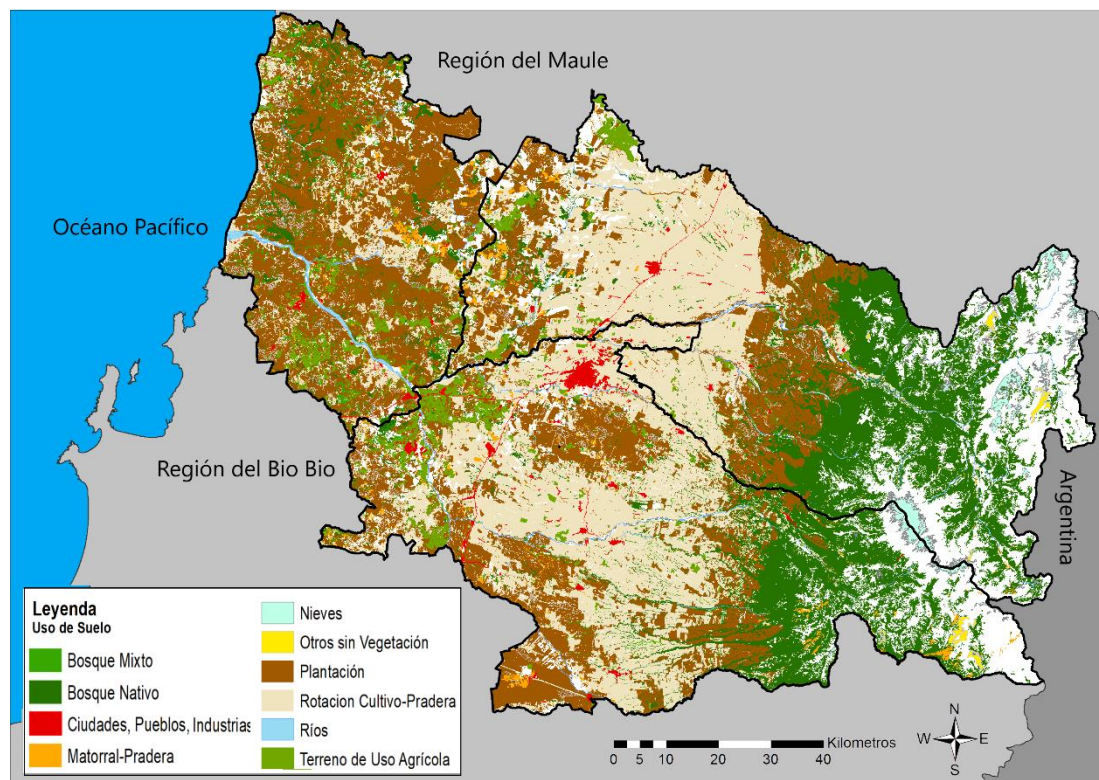 Región del Maule
Océano Pacífico
Región del Bio Bio
Argentina
Leyenda
Uso de Suelo
Bosque Mixto
Bosque Nativo
Ciudades, Pueblos, Industrias
Matorral-Pradera
Nieves
Otros sin Vegetación
Plantación
Rotacion Cultivo-Pradera
Ríos
Terreno de Uso Agrícola
Kilometros
0 5 10 20 30 40
N
W E
S